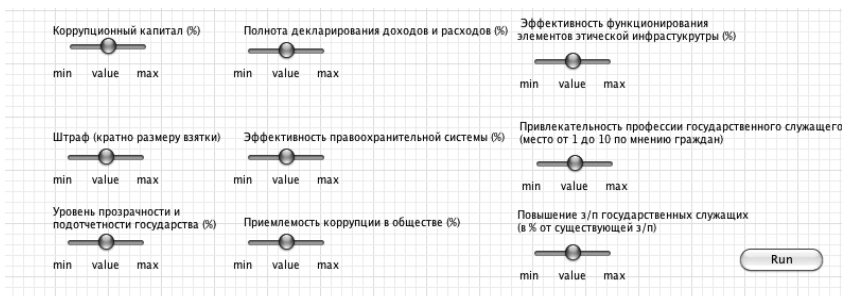 Коррупционный капитал (%)
min value max
Полнота декларирования доходов и расходов (%)
min value max
Эффективность функционирования
элементов этической инфраструкутры (%)
min value max
Штраф (кратно размеру взятки)
min value max
Эффективность правоохранительной системы (%)
min value max
Привлекательность профессии государственного служащего
(место от 1 до 10 по мнению граждан)
min value max
Уровень прозрачности и
подотчетности государства (%)
min value max
Приемлемость коррупции в обществе (%)
min value max
Повышение з/п государственных служащих
(в % от существующей з/п)
min value max
Run